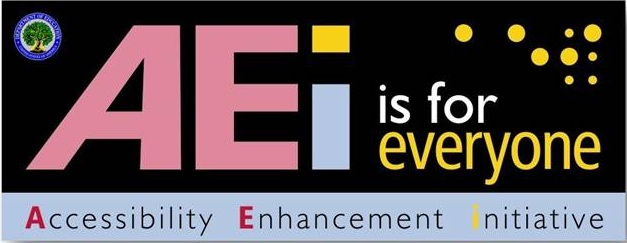 AEi
is for
everyone
Accessibility Enhancement initiative